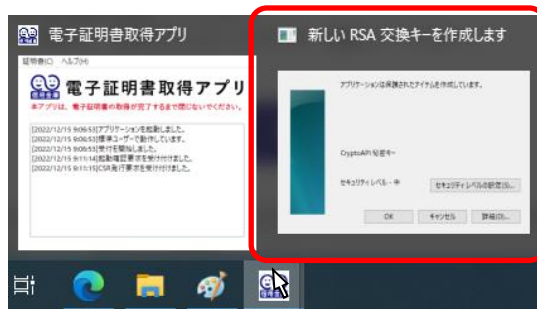 電子証明書取得アプリ
新しい RSA 交換キーを作成します
証明書(C) ヘルプ(H)
電子証明書取得アプリ
本アプリは、電子証明書の取得が完了するまで閉じないでください。
[2022/12/15 9:06:53]アプリケーションを起動しました。
[2022/12/15 9:06:53]標準ユーザーで動作しています。
[2022/12/15 9:06:53]受付を開始しました。
[2022/12/15 9:11:14]起動確認要求を受け付けました。
[2022/12/15 9:11:15]CSR発行要求を受け付けました。
アプリケーションは保護されたアイテムを作成しています。
CryptoAPI 秘密キー
セキュリティ レベル - 中
セキュリティ レベルの設定(S)...
OK
キャンセル
詳細(D)...